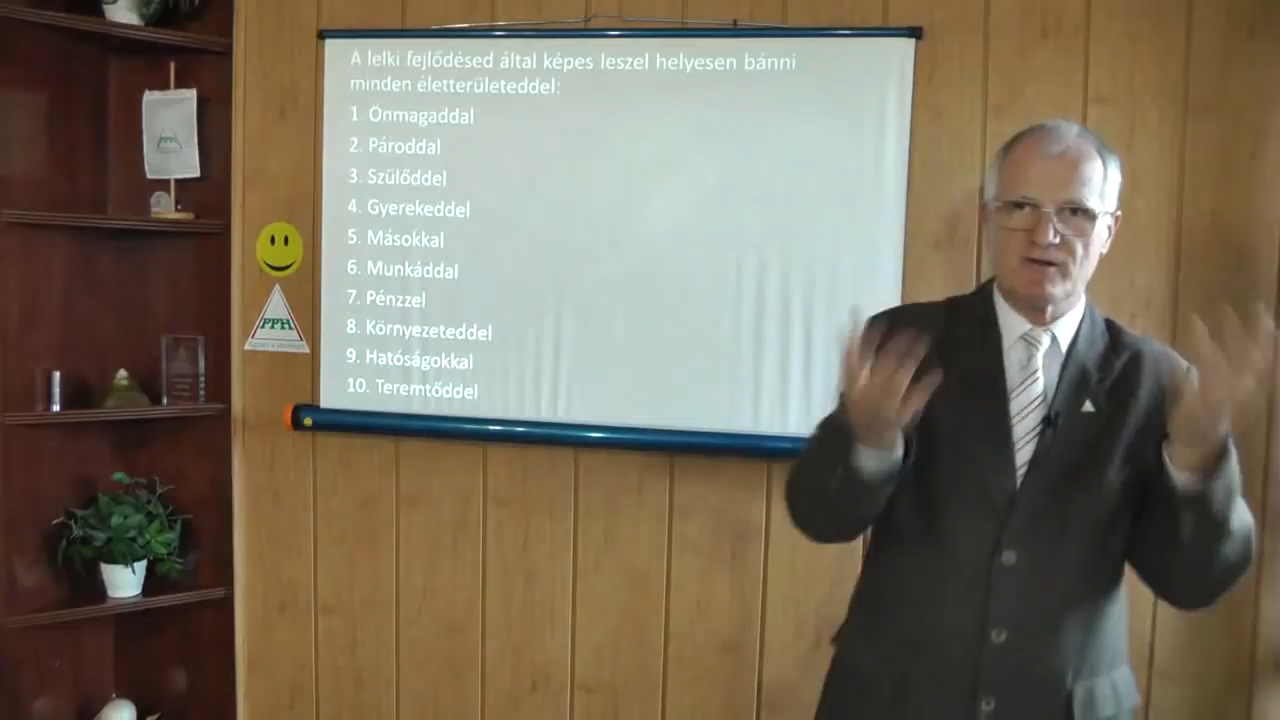 A lelki fejlődésed által képes leszel helyesen bánni
minden életterületeddel:
1. Önmagaddal
2. Pároddal
3. Szülőddel
4. Gyerekeddel
5. Másokkal
6. Munkáddal
7. Pénzzel
8. Környezeteddel
9. Hatóságokkal
10. Teremtőddel
PPH
PPH